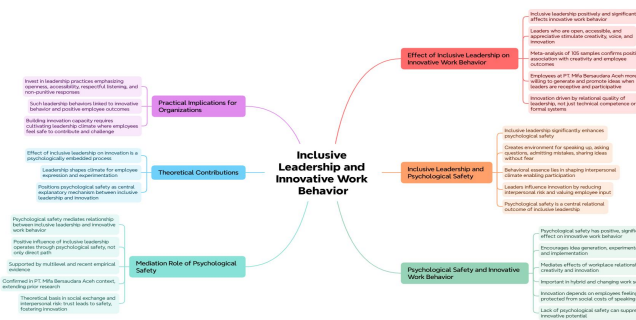 Inclusive leadership positively and significant
affects innovative work behavior
Leaders who are open, accessible, and
appreciative stimulate creativity, voice, and
innovation
Effect of Inclusive Leadership on
Innovative Work Behavior
Meta-analysis of 105 samples confirms positi
association with creativity and employee
outcomes
Employees at PT. Mifa Bersaudara Aceh more
willing to generate and promote ideas when
leaders are receptive and participative
Innovation driven by relational quality of
leadership, not just technical competence or
formal systems
Invest in leadership practices emphasizing
openness, accessibility, respectful listening, and
non-punitive responses
Such leadership behaviors linked to innovative
behavior and positive employee outcomes
Practical Implications for
Organizations
Building innovation capacity requires
cultivating leadership climate where employees
feel safe to contribute and challenge
Effect of inclusive leadership on innovation is a
psychologically embedded process
Leadership shapes climate for employee
expression and experimentation
Theoretical Contributions
Positions psychological safety as central
explanatory mechanism between inclusive
leadership and innovation
Inclusive
Leadership and
Innovative Work
Behavior
Inclusive leadership significantly enhances
psychological safety
Creates environment for speaking up, asking
questions, admitting mistakes, sharing ideas
without fear
Inclusive Leadership and
Psychological Safety
Behavioral essence lies in shaping interpersonal
climate enabling participation
Leaders influence innovation by reducing
interpersonal risk and valuing employee input
Psychological safety is a central relational
outcome of inclusive leadership
Psychological safety mediates relationship
between inclusive leadership and innovative
work behavior
Positive influence of inclusive leadership
operates through psychological safety, not
only direct path
Mediation Role of Psychological
Safety
Supported by multilevel and recent empirical
evidence
Confirmed in PT. Mifa Bersaudara Aceh context,
extending prior research
Theoretical basis in social exchange and
interpersonal risk: trust leads to safety,
fostering innovation
Psychological safety has positive, signific
effect on innovative work behavior
Encourages idea generation, experiment
and implementation
Psychological Safety and Innovative
Work Behavior
Mediates effects of workplace relational
creativity and innovation
Important in hybrid and changing work
Innovation depends on employees feeling
protected from social costs of speaking
Lack of psychological safety can suppre
innovative potential